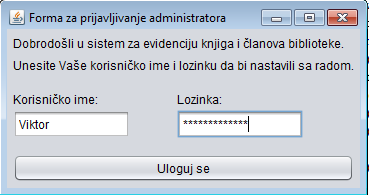 Forma za prijavljivanje administratora
Dobrodošli u sistem za evidenciju knjiga i članova biblioteke.
Unesite Vaše korisničko ime i lozinku da bi nastavili sa radom.
Korisničko ime: Lozinka:
Viktor *************
Uloguj se